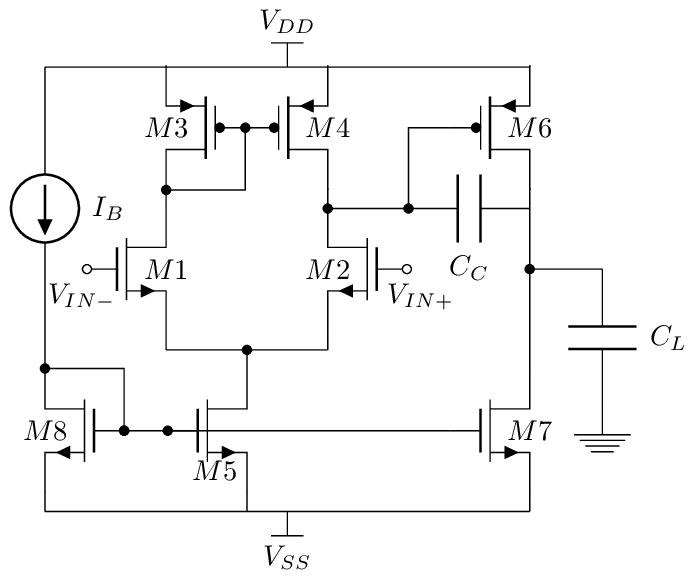 V_{DD}
M3
M4
M6
I_B
M1
M2
C_C
V_{IN-}
V_{IN+}
C_L
M8
M7
M5
V_{SS}